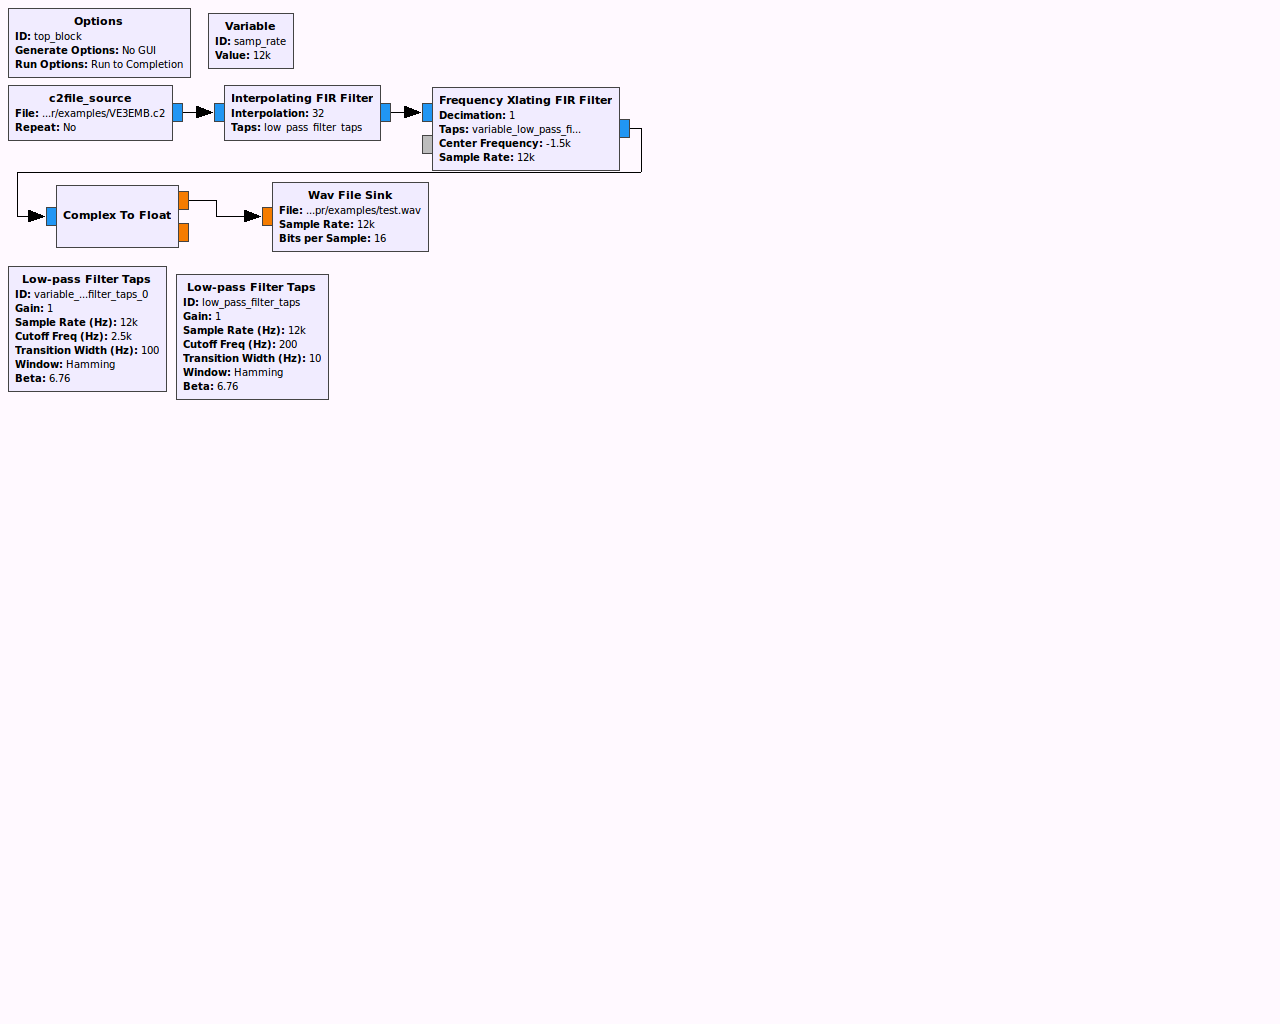 Options
ID: top_block
Generate Options: No GUI
Run Options: Run to Completion
Variable
ID: samp_rate
Value: 12k
c2file_source
File: ...r/examples/VE3EMB.c2
Repeat: No
Interpolating FIR Filter
Interpolation: 32
Taps: low_pass_filter_taps
Frequency Xlating FIR Filter
Decimation: 1
Taps: variable_low_pass_fi...
Center Frequency: -1.5k
Sample Rate: 12k
Complex To Float
Wav File Sink
File: ...pr/examples/test.wav
Sample Rate: 12k
Bits per Sample: 16
Low-pass Filter Taps
ID: variable_...filter_taps_0
Gain: 1
Sample Rate (Hz): 12k
Cutoff Freq (Hz): 2.5k
Transition Width (Hz): 100
Window: Hamming
Beta: 6.76
Low-pass Filter Taps
ID: low_pass_filter_taps
Gain: 1
Sample Rate (Hz): 12k
Cutoff Freq (Hz): 200
Transition Width (Hz): 10
Window: Hamming
Beta: 6.76